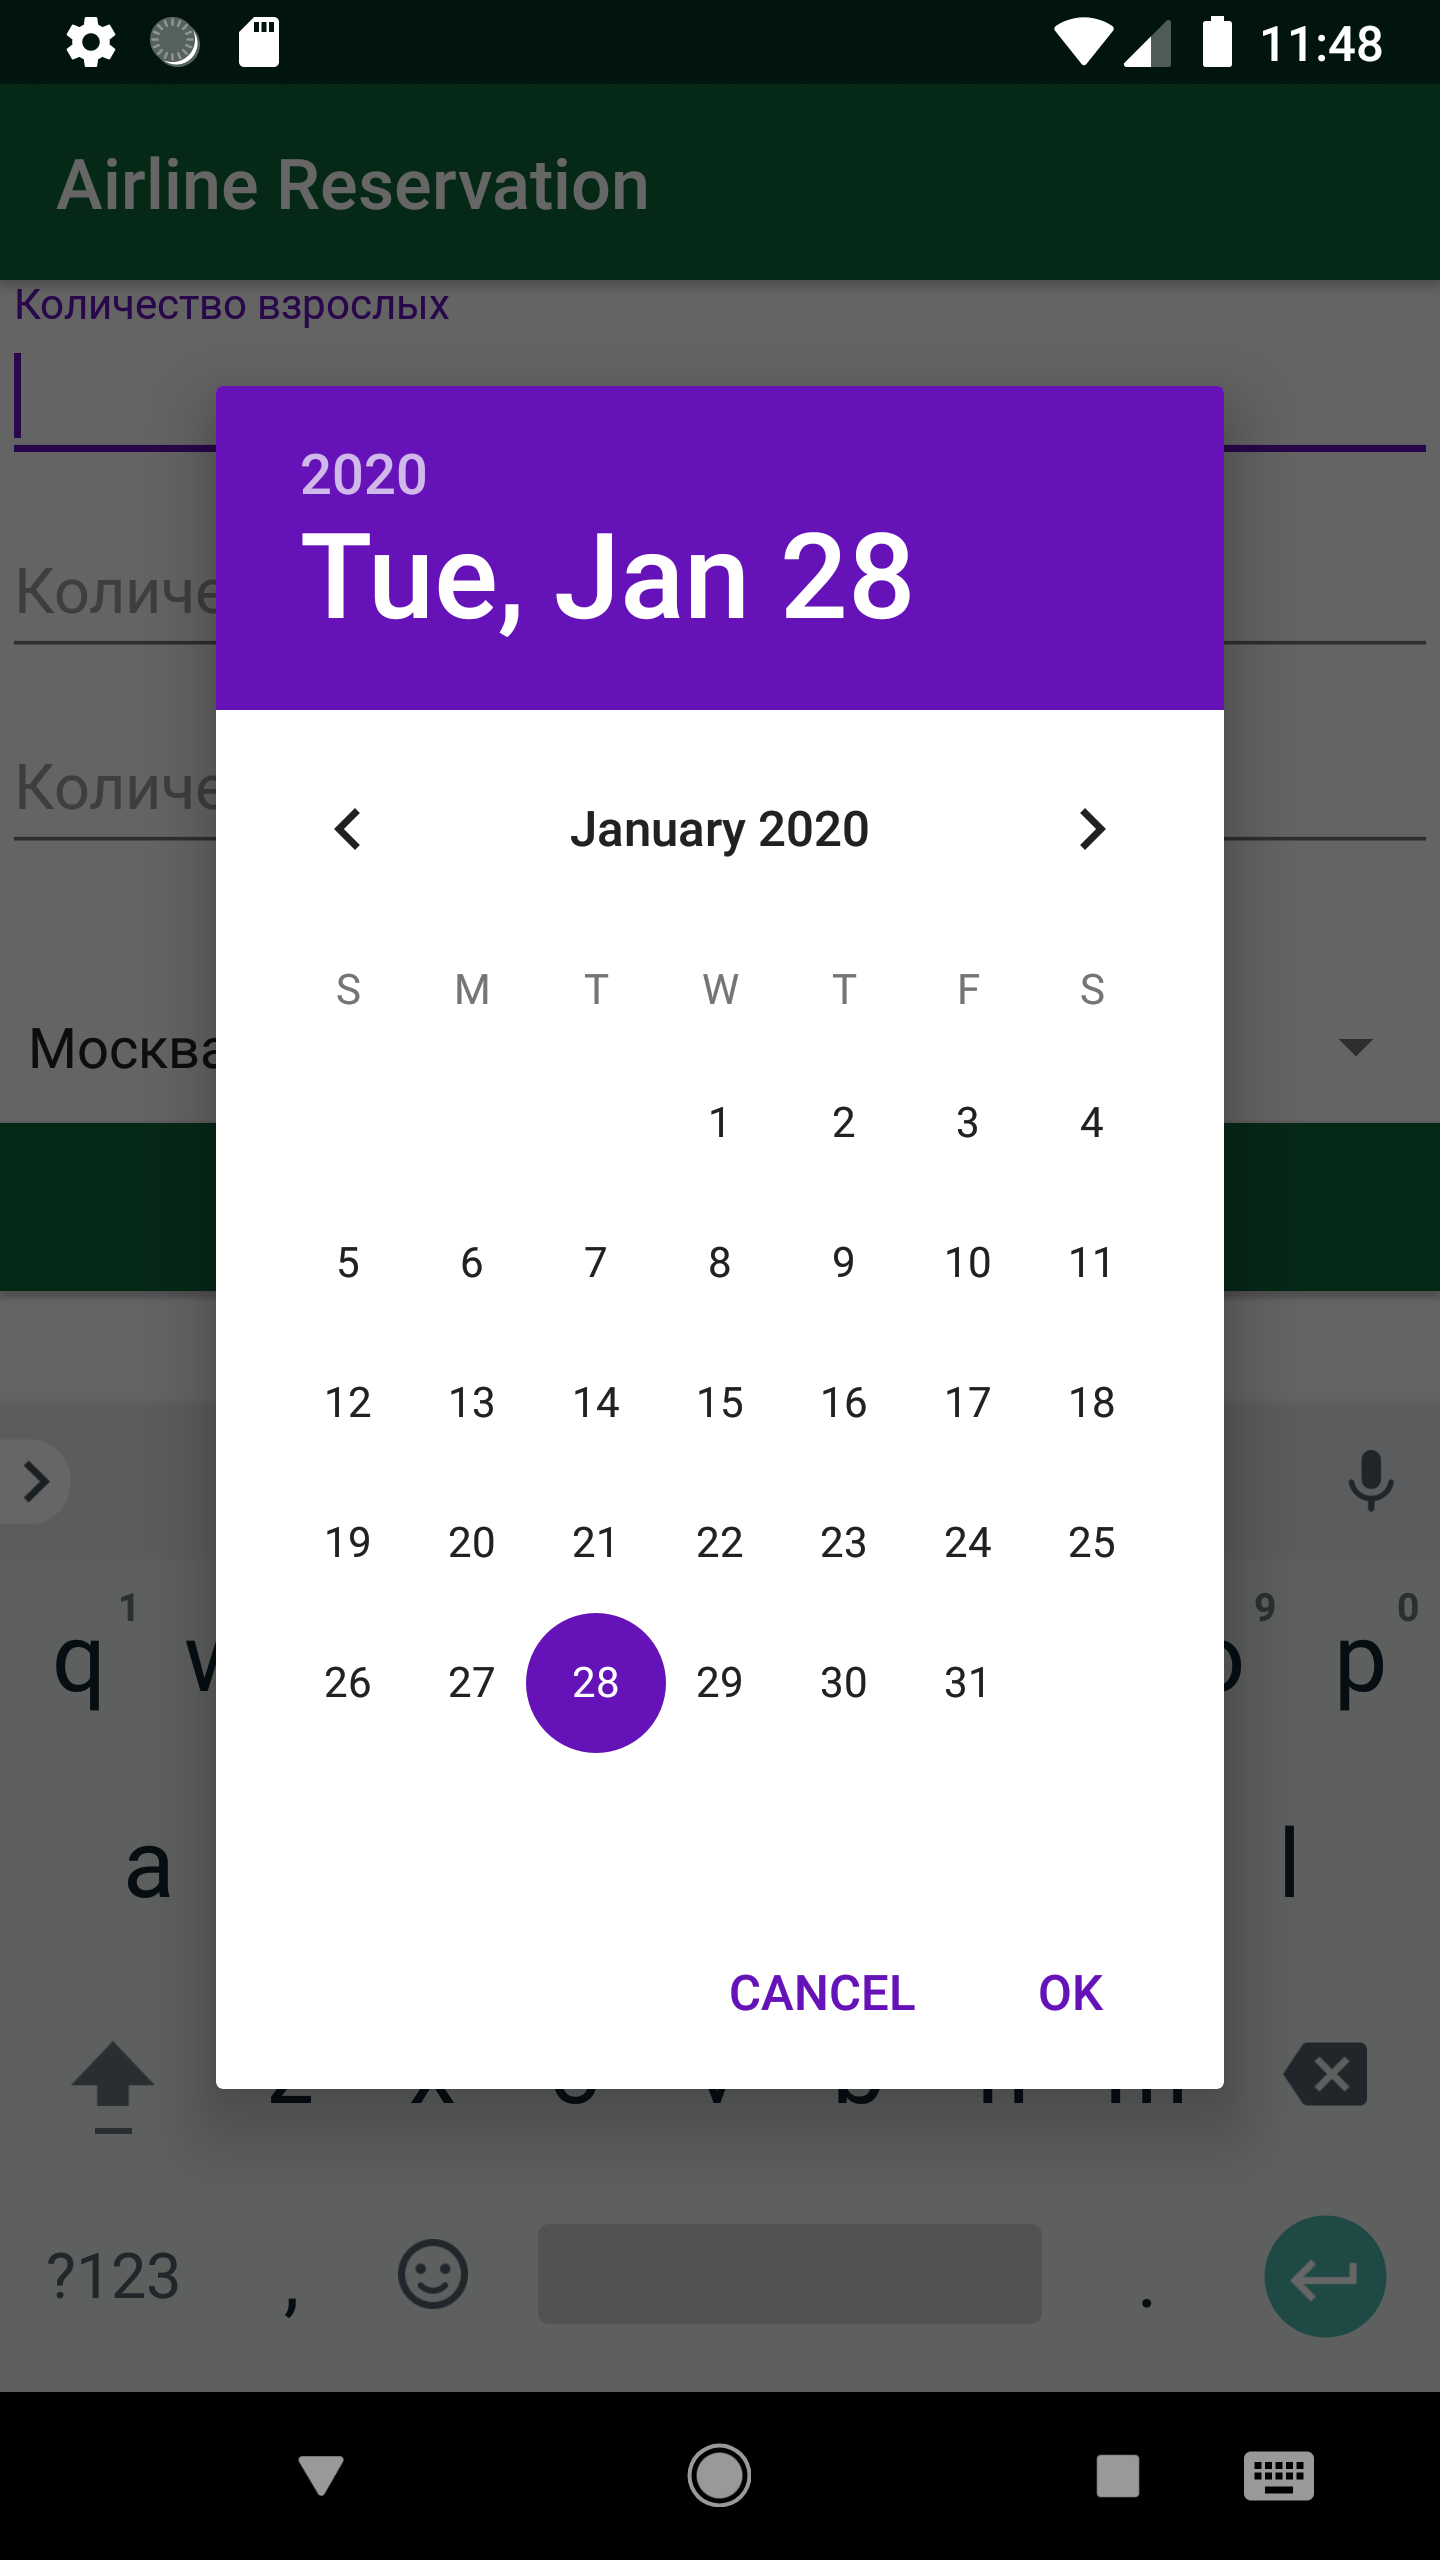 11:48
Airline Reservation
Количество взрослых
2020
Tue, Jan 28
January 2020
S M T W T F S
1 2 3 4
5 6 7 8 9 10 11
12 13 14 15 16 17 18
19 20 21 22 23 24 25
26 27 28 29 30 31
Москва
CANCEL OK
1 9 0
q p
a l
?123 , .